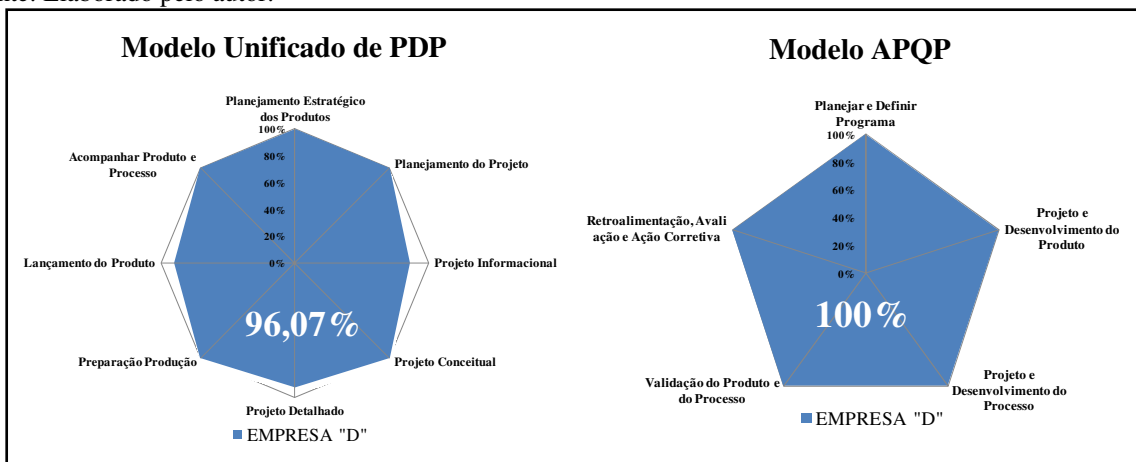 Modelo Unificado de PDP
Planejamento Estratégico
dos Produtos
100%
80%
60%
40%
20%
0%
Planejamento do Projeto
Projeto Informacional
Projeto Conceitual
Projeto Detalhado
Preparação Produção
Lançamento do Produto
Acompanhar Produto e
Processo
96,07%
EMPRESA "D"
Modelo APQP
Planejar e Definir
Programa
100%
80%
60%
40%
20%
0%
Projeto e
Desenvolvimento do
Produto
Projeto e
Desenvolvimento do
Processo
Validação do Produto e
do Processo
Retroalimentação, Avali
ação e Ação Corretiva
100%
EMPRESA "D"